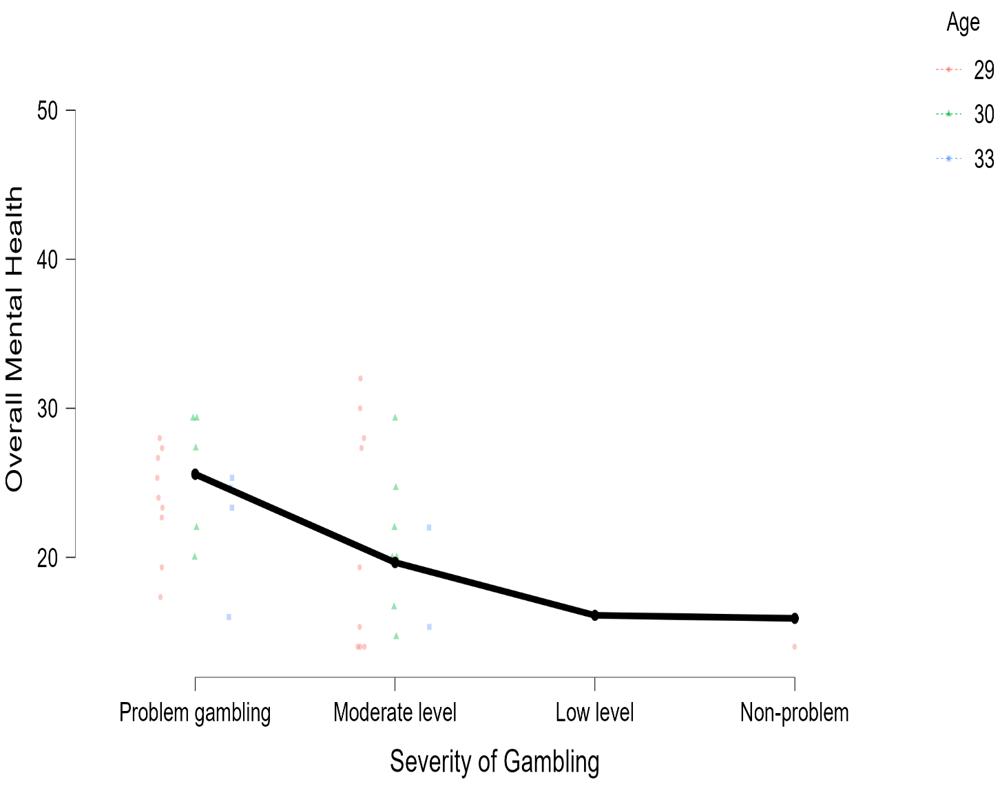 Age
29
30
33
50
40
30
20
Overall Mental Health
Problem gambling
Moderate level
Low level
Non-problem
Severity of Gambling